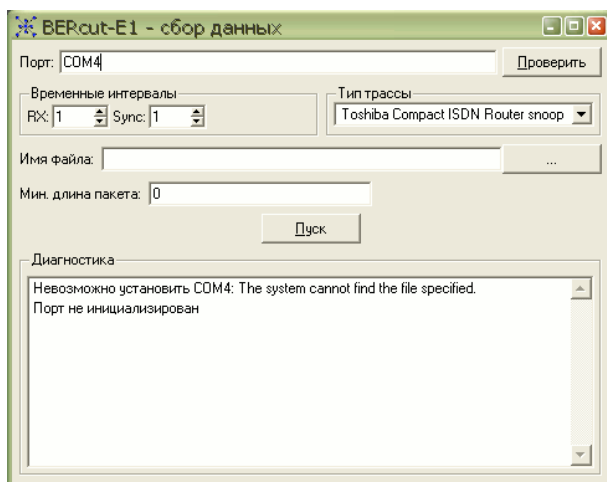 BERcut-E1 - сбор данных
Порт: COM4 Проверить
Временные интервалы Тип трассы
RX: 1 Sync: 1 Toshiba Compact ISDN Router snoop
Имя файла: ...
Мин. длина пакета: 0
Пуск
Диагностика
Невозможно установить COM4: The system cannot find the file specified.
Порт не инициализирован